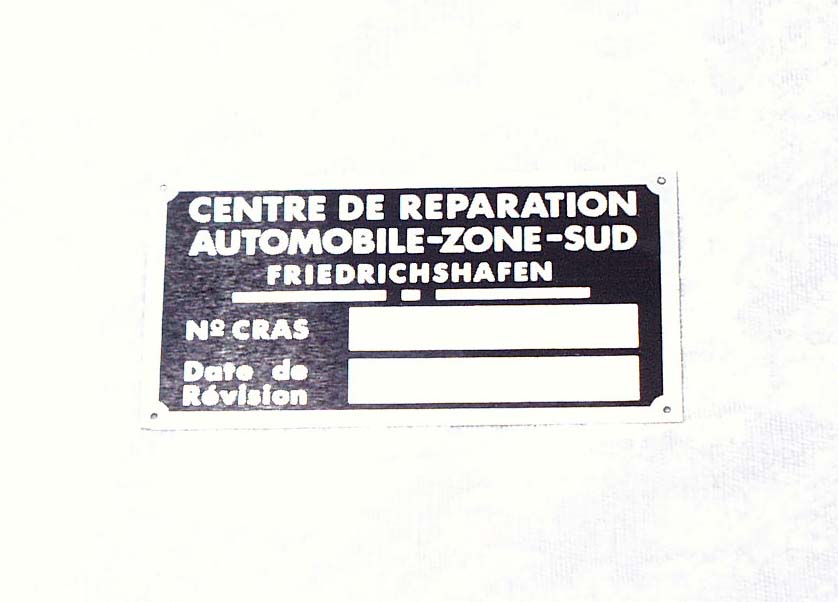 CENTRE DE REPARATION
AUTOMOBILE-ZONE-SUD
FRIEDRICHSHAFEN
Nº CRAS
Date de
Révision